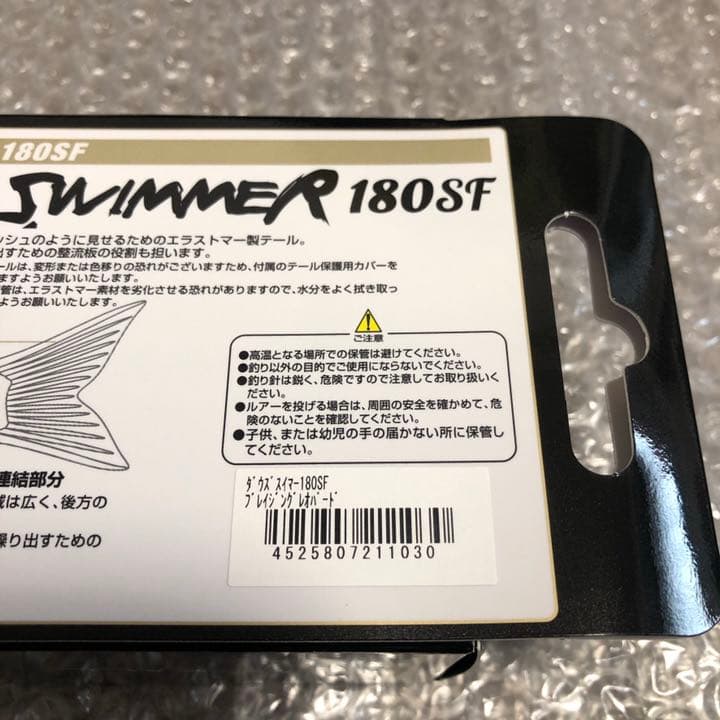 180SF
SWIMMER 180SF
ッシュのように見せるためのエラストマー製テール。
出すための整流板の役割も担います。
ールは、変形または色移りの恐れがございますため、付属のテール保護用カバーを
ますようお願いいたします。
管は、エラストマー素材を劣化させる恐れがありますので、水分をよく拭き取っ
ようお願いいたします。
ご注意
●高温となる場所での保管は避けてください。
●釣り以外の目的でご使用にならないでください。
●釣り針は鋭く、危険ですので注意してお取り扱いく
ださい。
●ルアーを投げる場合は、周囲の安全を確かめて、危
険のないことを確認してください。
●子供、または幼児の手の届かない所に保管して
ください。
連結部分
域は広く、後方の
繰り出すための
ﾀﾞｳｽﾞｽｲﾏｰ180SF
ﾌﾞﾚｲｼﾞﾝｸﾞﾚｵﾊﾟｰﾄﾞ
4525807211030